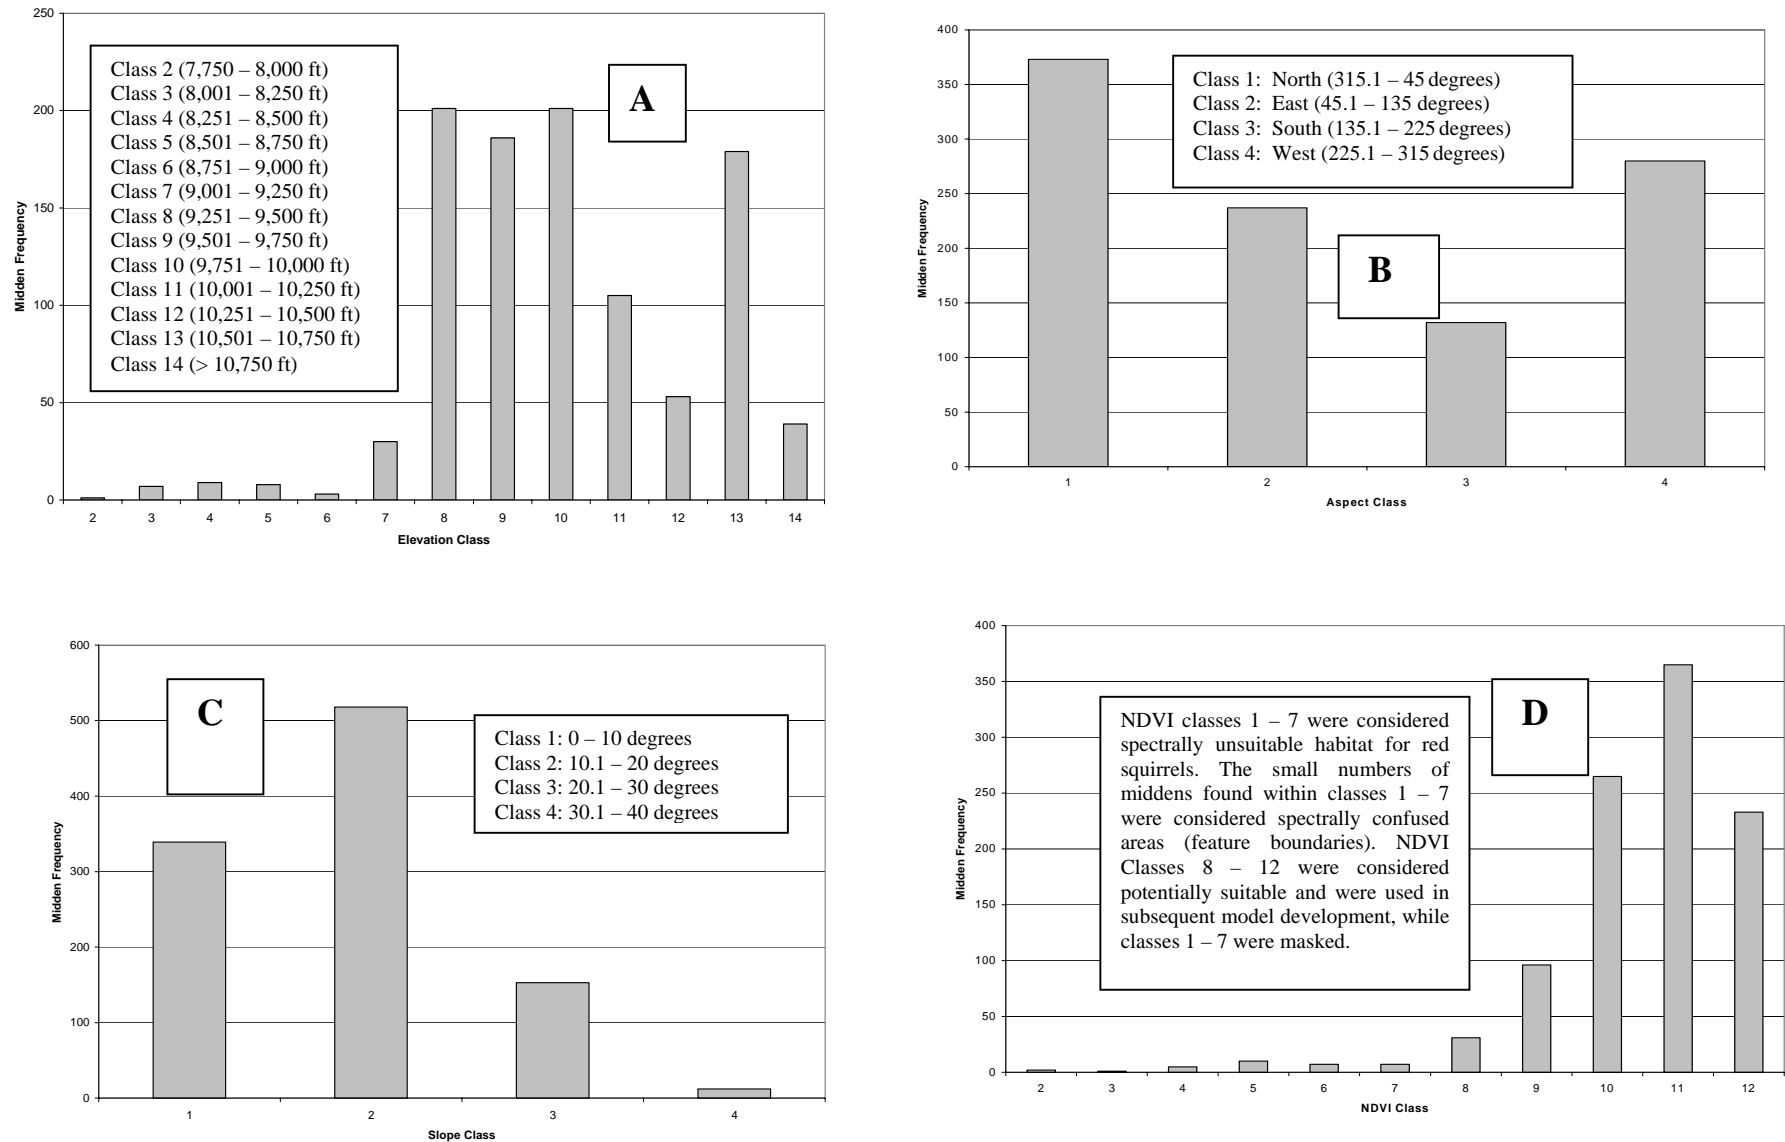 250
200
150
100
50
0
Midden Frequency
Class 2 (7,750 – 8,000 ft)
Class 3 (8,001 – 8,250 ft)
Class 4 (8,251 – 8,500 ft)
Class 5 (8,501 – 8,750 ft)
Class 6 (8,751 – 9,000 ft)
Class 7 (9,001 – 9,250 ft)
Class 8 (9,251 – 9,500 ft)
Class 9 (9,501 – 9,750 ft)
Class 10 (9,751 – 10,000 ft)
Class 11 (10,001 – 10,250 ft)
Class 12 (10,251 – 10,500 ft)
Class 13 (10,501 – 10,750 ft)
Class 14 (> 10,750 ft)
A
2 3 4 5 6 7 8 9 10 11 12 13 14
Elevation Class
400
350
300
250
200
150
100
50
0
Midden Frequency
Class 1: North (315.1 – 45 degrees)
Class 2: East (45.1 – 135 degrees)
Class 3: South (135.1 – 225 degrees)
Class 4: West (225.1 – 315 degrees)
B
1 2 3 4
Aspect Class
600
500
400
300
200
100
0
Midden Frequency
C
Class 1: 0 – 10 degrees
Class 2: 10.1 – 20 degrees
Class 3: 20.1 – 30 degrees
Class 4: 30.1 – 40 degrees
1 2 3 4
Slope Class
400
350
300
250
200
150
100
50
0
Midden Frequency
NDVI classes 1 – 7 were considered
spectrally unsuitable habitat for red
squirrels. The small numbers of
middens found within classes 1 – 7
were considered spectrally confused
areas (feature boundaries). NDVI
Classes 8 – 12 were considered
potentially suitable and were used in
subsequent model development, while
classes 1 – 7 were masked.
D
2 3 4 5 6 7 8 9 10 11 12
NDVI Class